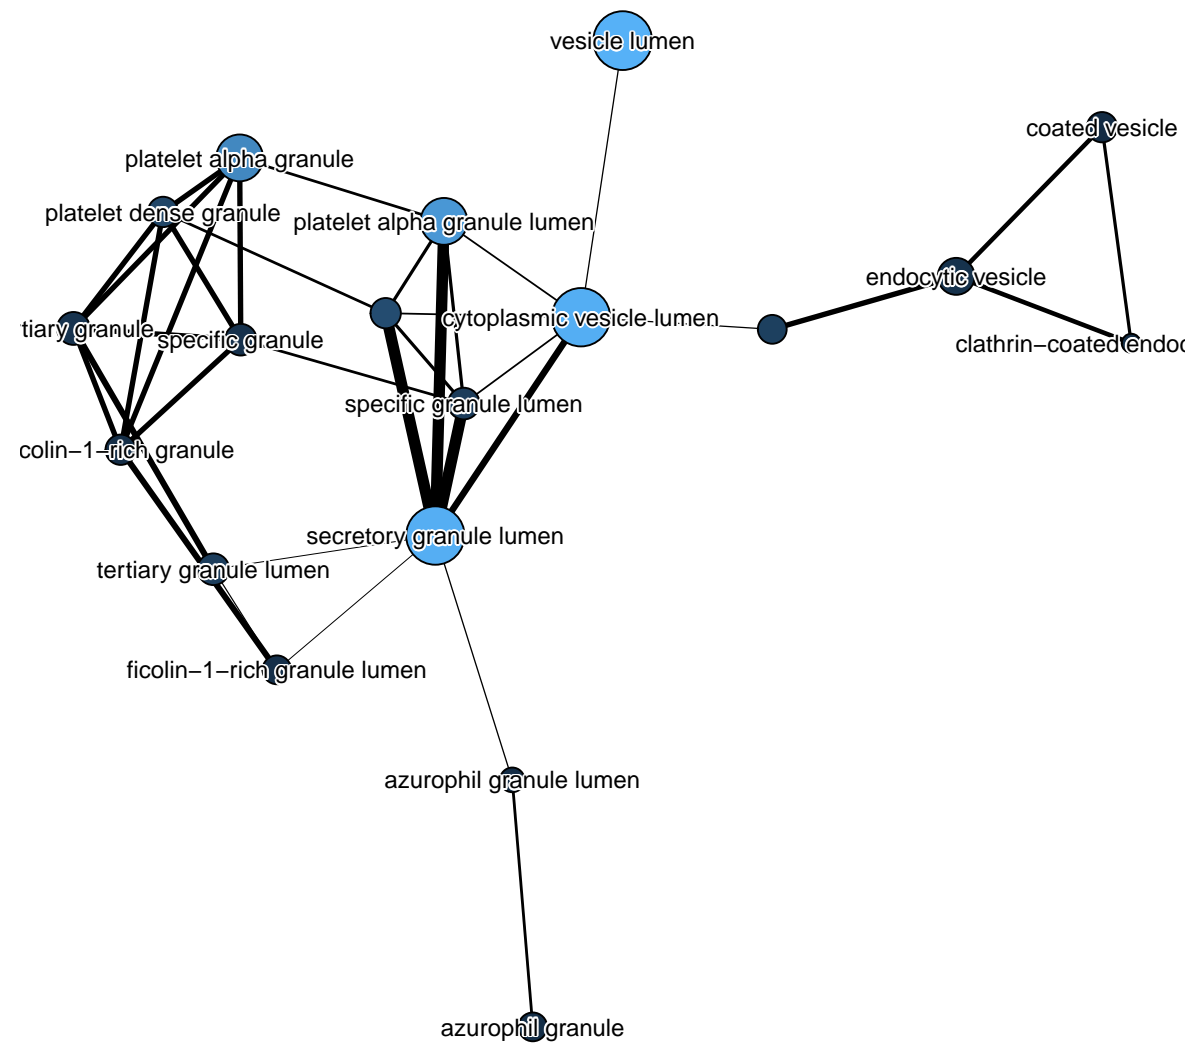 vesicle lumen
coated vesicle
platelet alpha granule
platelet dense granule
platelet alpha granule lumen
endocytic vesicle
cytoplasmic vesicle lumen
tiary granule
specific granule
clathrin−coated endoc
specific granule lumen
colin−1−rich granule
secretory granule lumen
tertiary granule lumen
ficolin−1−rich granule lumen
azurophil granule lumen
azurophil granule